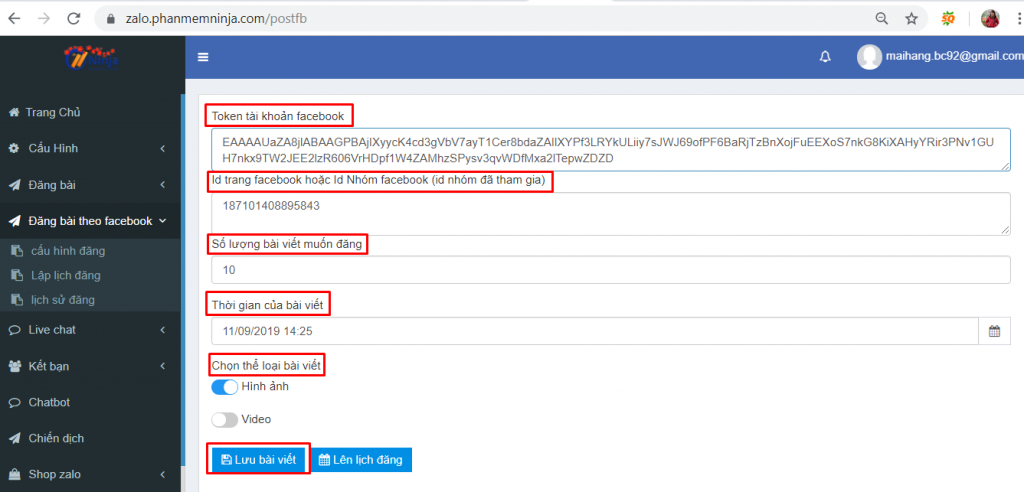 zalo.phanmemninja.com/postfb
Ninja
maihang.bc92@gmail.com
Trang Chủ
Cấu Hình
Đăng bài
Đăng bài theo facebook
cấu hình đăng
Lập lịch đăng
lịch sử đăng
Live chat
Kết bạn
Chatbot
Chiến dịch
Shop zalo
Token tài khoản facebook
EAAAAUaZA8jIABAAGPBAjIXyycK4cd3gVbV7ayT1Cer8bdaZAIIXYPf3LRYkULiiy7sJWJ69ofPF6BaRjTzBnXojFuEEXoS7nkG8KiXAHyYRir3PNv1GU
H7nkx9TW2JEE2IzR606VrHDpf1W4ZAMhzSPysv3qvWDfMxa2lTepwZDZD
Id trang facebook hoặc Id Nhóm facebook (id nhóm đã tham gia)
187101408895843
Số lượng bài viết muốn đăng
10
Thời gian của bài viết
11/09/2019 14:25
Chọn thể loại bài viết
Hình ảnh
Video
Lưu bài viết
Lên lịch đăng